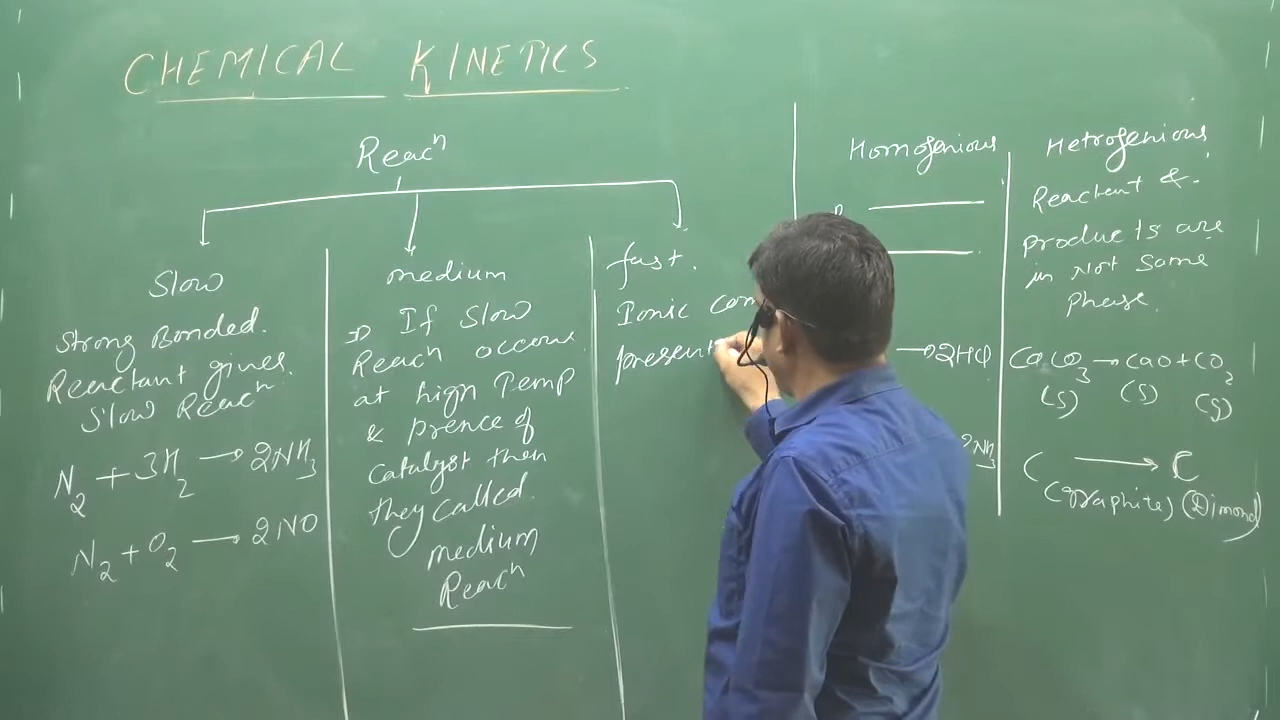 CHEMICAL KINETICS
Reacⁿ
Slow
Strong Bonded.
Reactant gives
Slow Reacⁿ
N₂ + 3H₂ → 2NH₃
N₂ + O₂ → 2NO
medium
⇒ If Slow
Reacⁿ occours
at high Temp
& prence of
catalyst then
they called.
medium
Reacⁿ
fast.
Ionic com
present
Homogenious
→ 2HCl
2NH₃
Hetrogenious
Reactent &
products are
in Not Same
phase.
CaCO₃ → CaO + CO₂
(s) (s) (g)
C → C
(graphite) (Dimond)